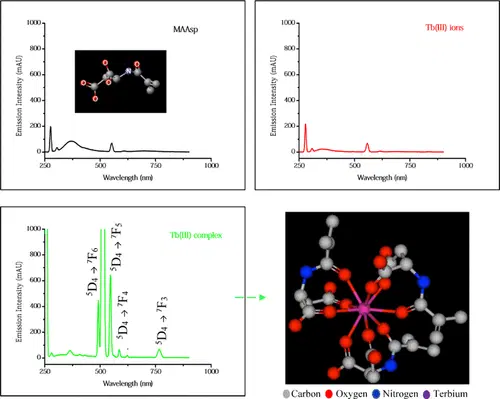 MAAsp
Emission Intensity (mAU)
1000
800
600
400
200
0
250 500 750 1000
Wavelength (nm)
N
Tb(III) ions
Emission Intensity (mAU)
1000
800
600
400
200
0
250 500 750 1000
Wavelength (nm)
Tb(III) complex
Emission Intensity (mAU)
1000
800
600
400
200
0
⁵D₄ → ⁷F₆
⁵D₄ → ⁷F₅
⁵D₄ → ⁷F₄
⁵D₄ → ⁷F₃
250 500 750 1000
Wavelength (nm)
Carbon Oxygen Nitrogen Terbium